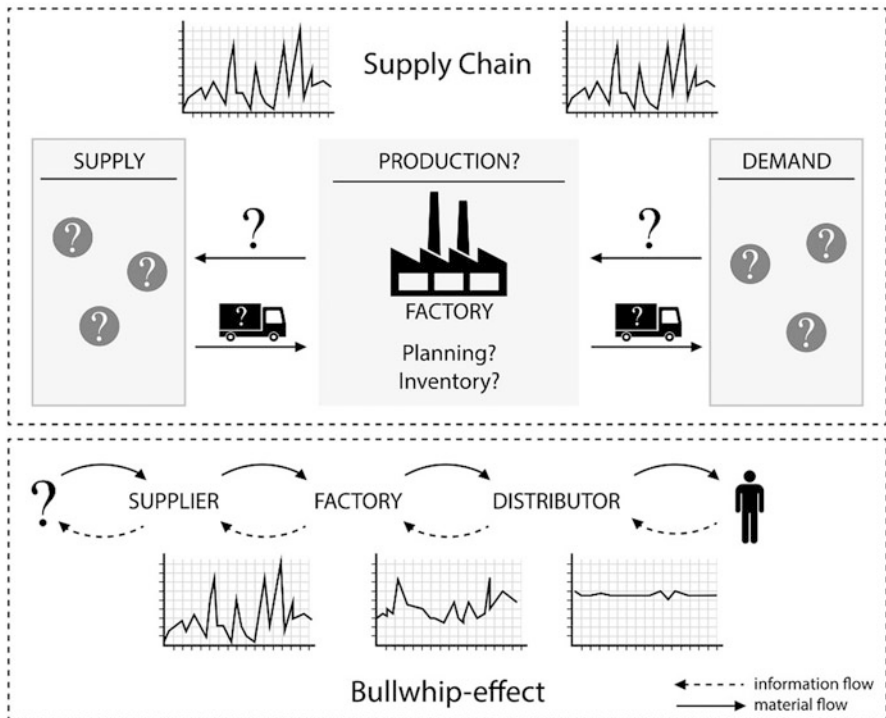 Supply Chain
SUPPLY
PRODUCTION?
DEMAND
?
?
?
?
?
?
?
?
?
?
FACTORY
Planning?
Inventory?
?
SUPPLIER
FACTORY
DISTRIBUTOR
Bullwhip-effect
information flow
material flow